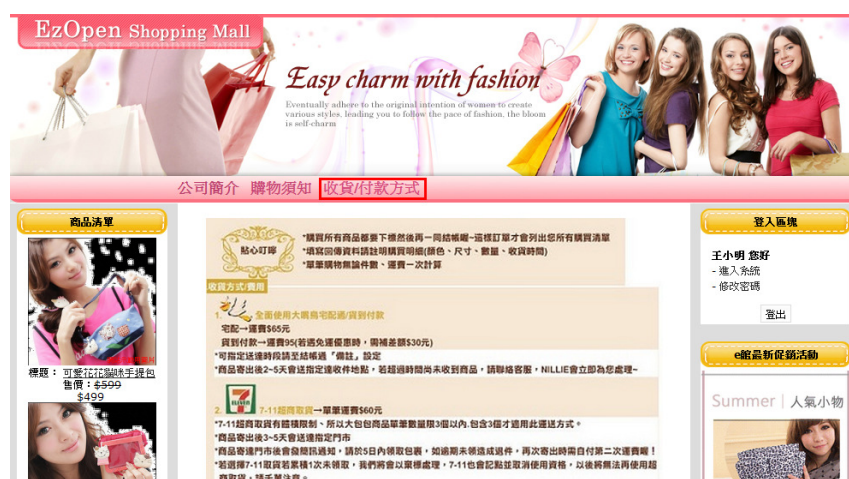 EzOpen Shopping Mall
Easy charm with fashion
Eventually adhere to the original intention of women to create
various styles, leading you to follow the pace of fashion, the bloom
is self-charm
公司簡介 購物須知 收貨/付款方式
商品清單
標題： 可愛花花貓咪手提包
售價：$599
$499
貼心叮嚀
*購買所有商品都要下標然後再一同結帳喔~這樣訂單才會列出您所有購買清單
*填寫回傳資料請註明購買明細(顏色、尺寸、數量、收貨時間)
*單筆購物無論件數、運費一次計算
收貨方式/費用
1. 全面使用大嘴鳥宅配通/貨到付款
宅配→運費$65元
貨到付款→運費95(若遇免運優惠時，需補差額$30元)
*可指定送達時段請至結帳過「備註」設定
*商品寄出後2~5天會送指定達收件地點，若超過時間尚未收到商品，請聯絡客服，NILLIE會立即為您處理~
2. 7-ELEVEN 7-11超商取貨→單筆運費$60元
*7-11超商取貨有體積限制、所以大包包商品單筆數量限3個以內.包含3個才適用此運送方式。
*商品寄出後3~5天會送達指定門市
*商品寄達門市後會發簡訊通知，請於5日內領取包裹，如逾期未領造成退件，再次寄出時需自付第二次運費喔！
*若選擇7-11取貨若累積1次未領取，我們將會以棄標處理，7-11也會記點並取消使用資格，以後將無法再使用超
商取貨，請千萬注意。
登入區塊
王小明 您好
- 進入系統
- 修改密碼
登出
e館最新促銷活動
Summer | 人氣小物